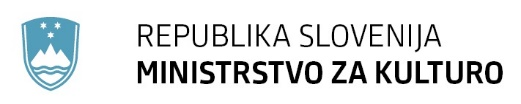 REPUBLIKA SLOVENIJA
MINISTRSTVO ZA KULTURO